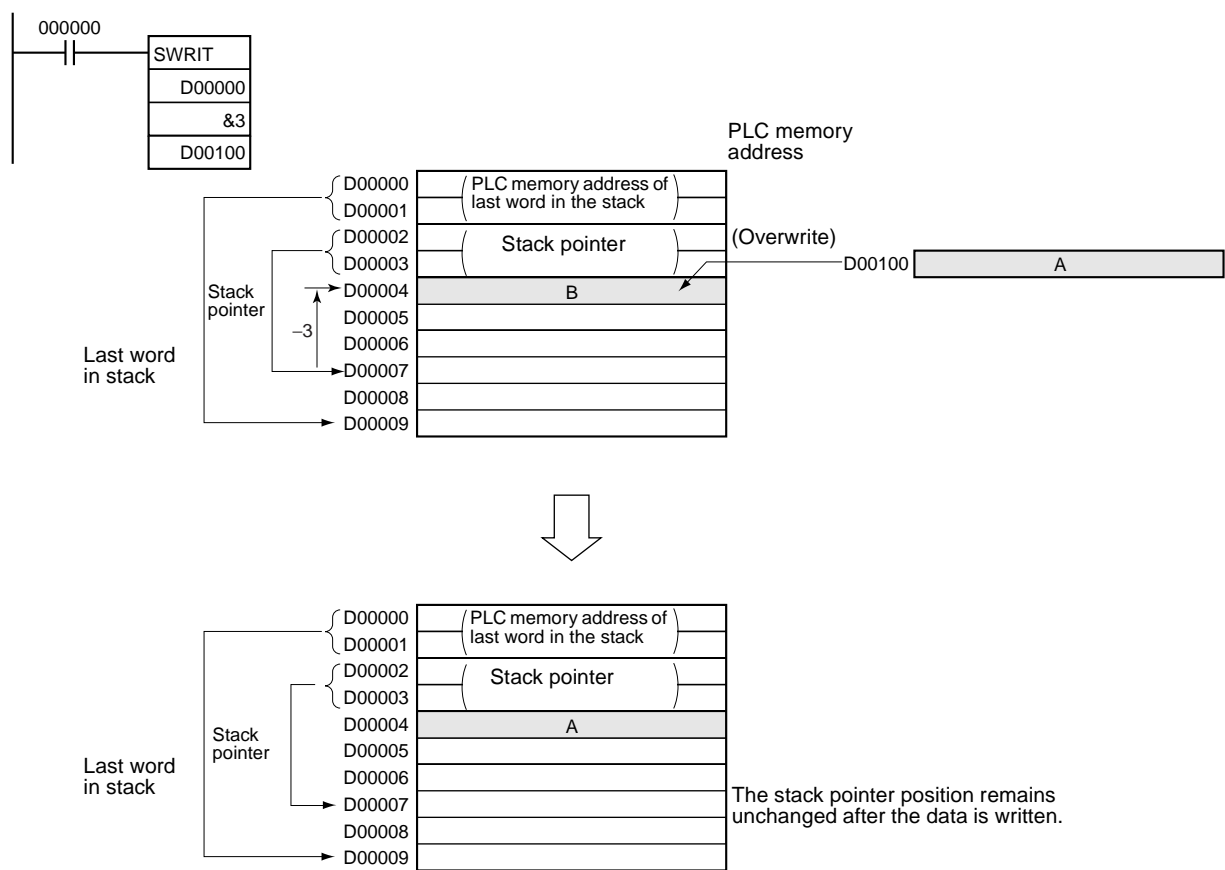 000000
SWRIT
D00000
&3
D00100
PLC memory
address
D00000
D00001
D00002
D00003
D00004
D00005
D00006
D00007
D00008
D00009
PLC memory address of
last word in the stack
Stack pointer
(Overwrite)
D00100
A
B
Stack
pointer
−3
Last word
in stack
D00000
D00001
D00002
D00003
D00004
D00005
D00006
D00007
D00008
D00009
PLC memory address of
last word in the stack
Stack pointer
A
Stack
pointer
Last word
in stack
The stack pointer position remains
unchanged after the data is written.